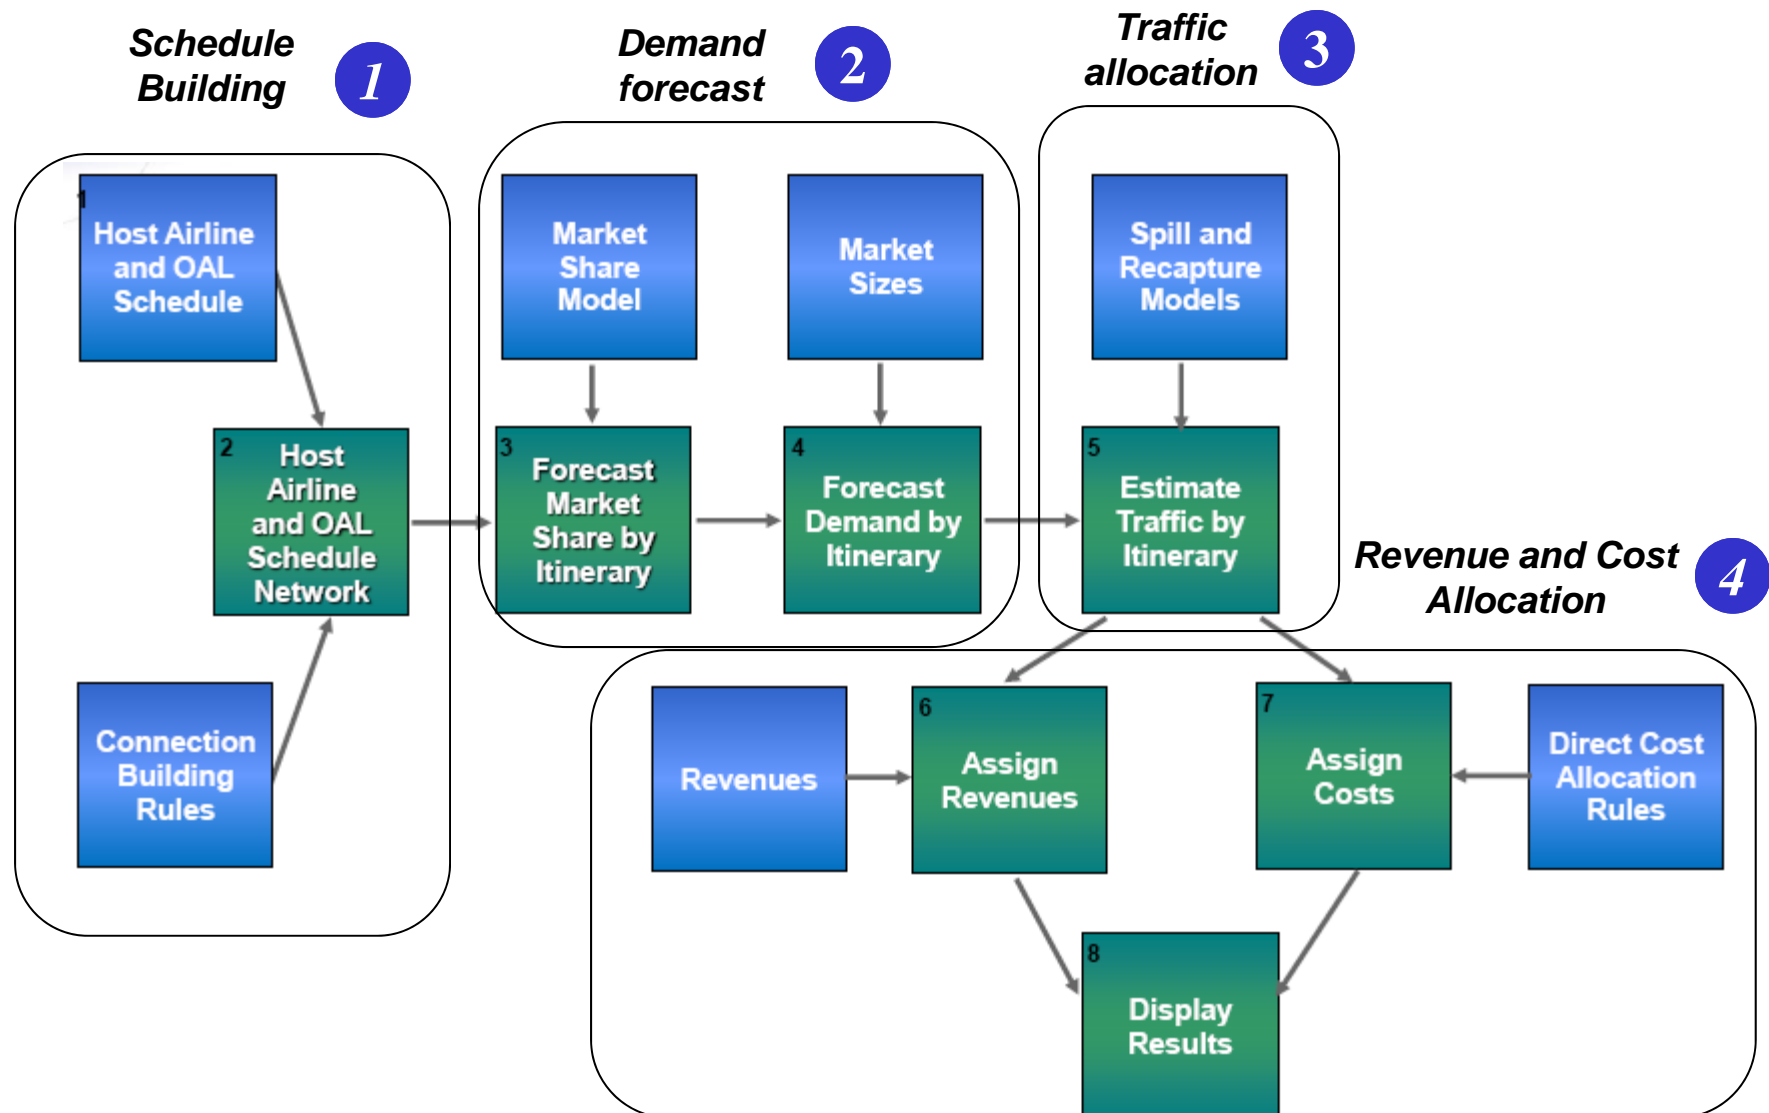 Schedule
Building
1
Demand
forecast
2
Traffic
allocation
3
1
Host Airline
and OAL
Schedule
Market
Share
Model
Market
Sizes
Spill and
Recapture
Models
2
Host
Airline
and OAL
Schedule
Network
3
Forecast
Market
Share by
Itinerary
4
Forecast
Demand by
Itinerary
5
Estimate
Traffic by
Itinerary
Revenue and Cost
Allocation
4
Connection
Building
Rules
Revenues
6
Assign
Revenues
7
Assign
Costs
Direct Cost
Allocation
Rules
8
Display
Results